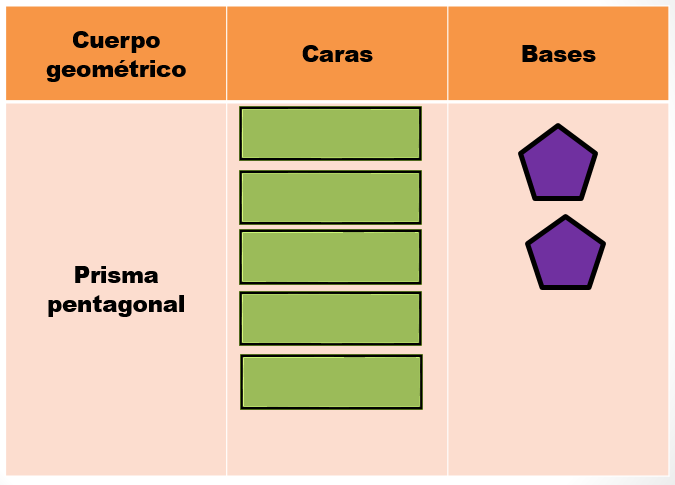 Cuerpo
geométrico
Caras
Bases
Prisma
pentagonal